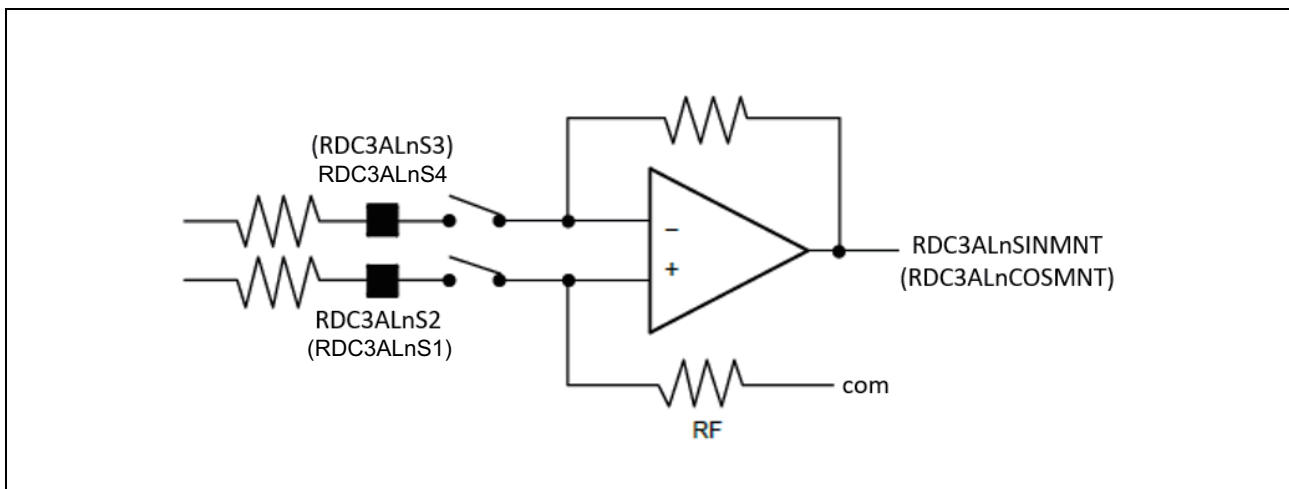 (RDC3ALnS3)
RDC3ALnS4
−
+
RDC3ALnSINMNT
(RDC3ALnCOSMNT)
RDC3ALnS2
(RDC3ALnS1)
com
RF